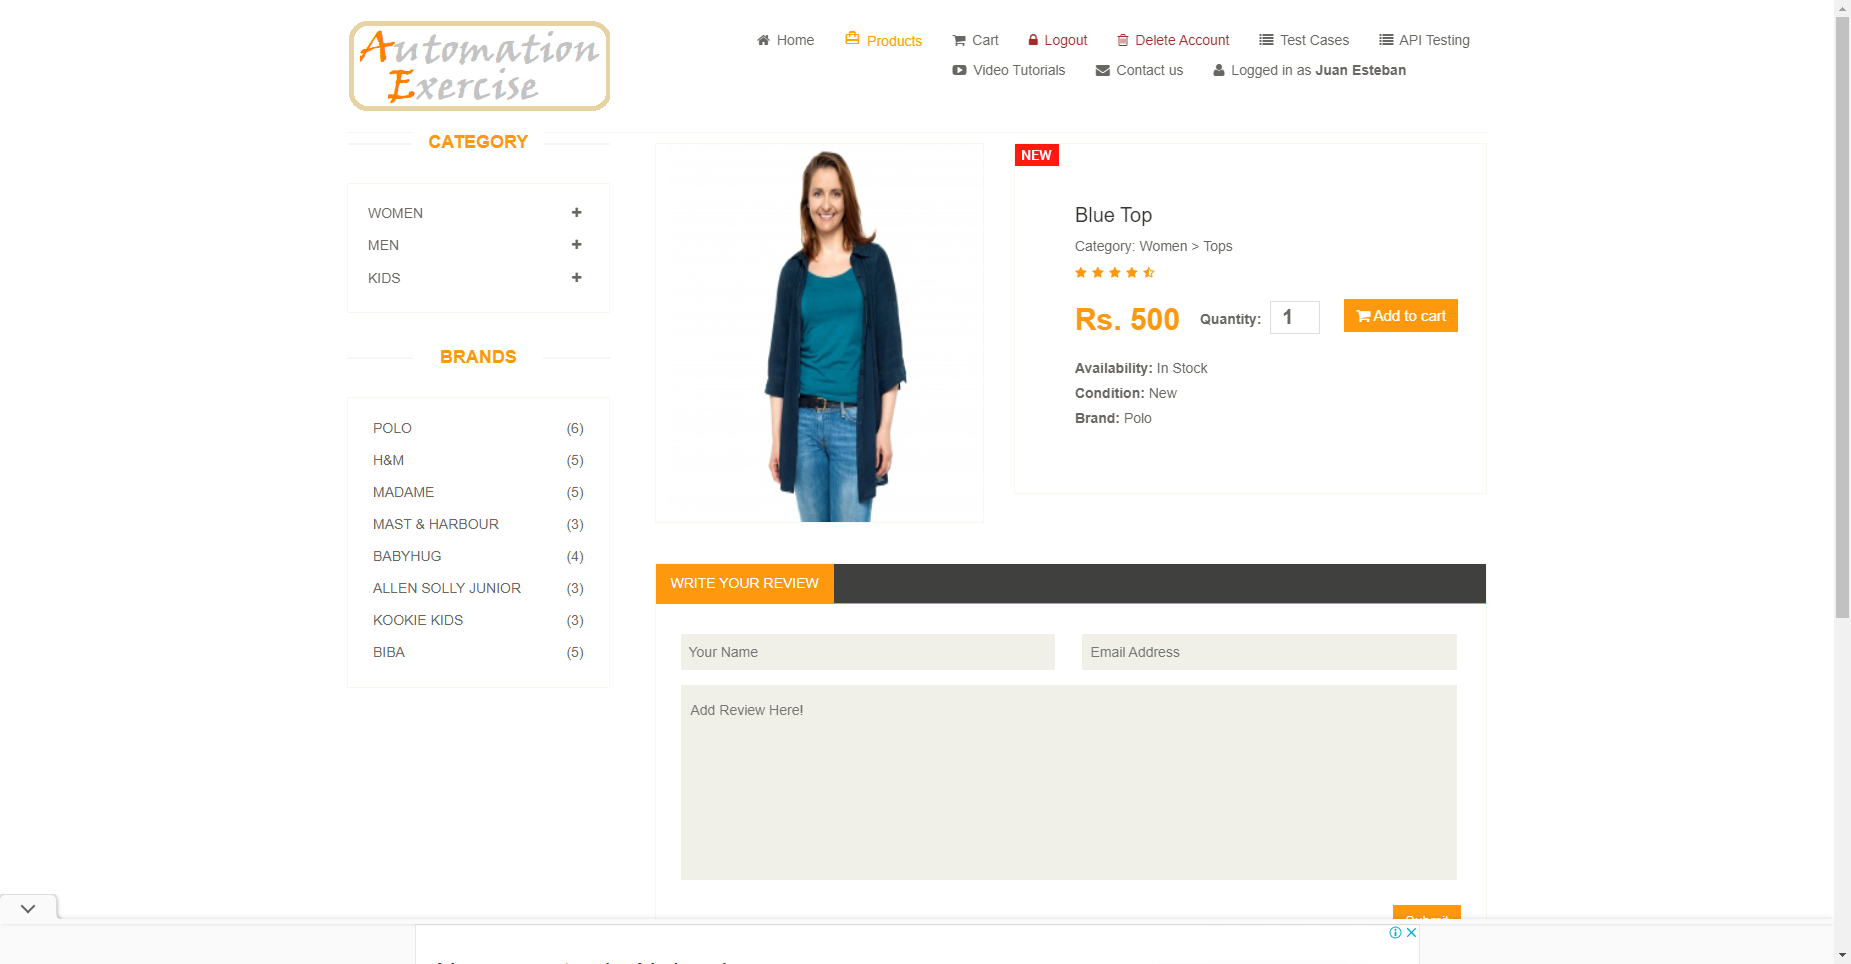 Automation
Exercise
Home
Products
Cart
Logout
Delete Account
Test Cases
API Testing
Video Tutorials
Contact us
Logged in as Juan Esteban
CATEGORY
WOMEN
MEN
KIDS
BRANDS
POLO (6)
H&M (5)
MADAME (5)
MAST & HARBOUR (3)
BABYHUG (4)
ALLEN SOLLY JUNIOR (3)
KOOKIE KIDS (3)
BIBA (5)
NEW
Blue Top
Category: Women > Tops
Rs. 500 Quantity: 1 Add to cart
Availability: In Stock
Condition: New
Brand: Polo
WRITE YOUR REVIEW
Your Name
Email Address
Add Review Here!
Submit